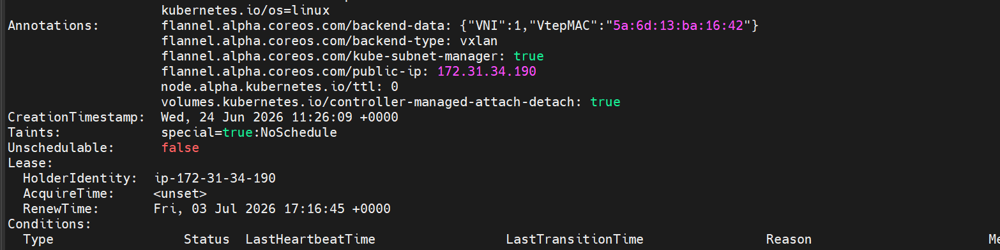 kubernetes.io/os=linux
Annotations:        flannel.alpha.coreos.com/backend-data: {"VNI":1,"VtepMAC":"5a:6d:13:ba:16:42"}
                    flannel.alpha.coreos.com/backend-type: vxlan
                    flannel.alpha.coreos.com/kube-subnet-manager: true
                    flannel.alpha.coreos.com/public-ip: 172.31.34.190
                    node.alpha.kubernetes.io/ttl: 0
                    volumes.kubernetes.io/controller-managed-attach-detach: true
CreationTimestamp:  Wed, 24 Jun 2026 11:26:09 +0000
Taints:             special=true:NoSchedule
Unschedulable:      false
Lease:
  HolderIdentity:  ip-172-31-34-190
  AcquireTime:     <unset>
  RenewTime:       Fri, 03 Jul 2026 17:16:45 +0000
Conditions:
  Type                 Status  LastHeartbeatTime                 LastTransitionTime                Reason